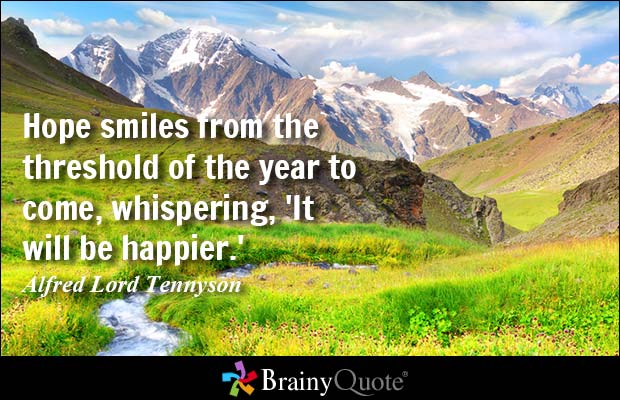 Hope smiles from the
threshold of the year to
come, whispering, 'It
will be happier.'
Alfred Lord Tennyson
BrainyQuote®